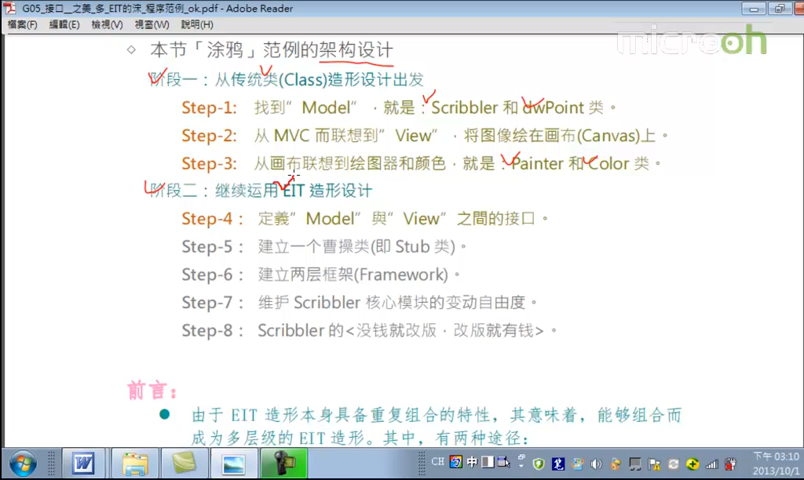 G05_接口__之美_多_EIT的沫_程序范例_ok.pdf - Adobe Reader
檔案(F) 編輯(E) 檢視(V) 視窗(W) 說明(H)
microoh
◇ 本节「涂鸦」范例的架构设计
阶段一：从传统类(Class)造形设计出发
Step-1: 找到"Model"，就是：Scribbler 和 dwPoint 类。
Step-2: 从 MVC 而联想到"View"，将图像绘在画布(Canvas)上。
Step-3: 从画布联想到绘图器和颜色，就是：Painter 和 Color 类。
阶段二：继续运用 EIT 造形设计
Step-4： 定義"Model"與"View"之間的接口。
Step-5： 建立一个曹操类(即 Stub 类)。
Step-6： 建立两层框架(Framework)。
Step-7： 维护 Scribbler 核心模块的变动自由度。
Step-8： Scribbler 的<没钱就改版，改版就有钱>。
前言：
● 由于 EIT 造形本身具备重复组合的特性，其意味着，能够组合而
成为多层级的 EIT 造形。其中，有两种途径：
CH 中 下午 03:10
2013/10/1